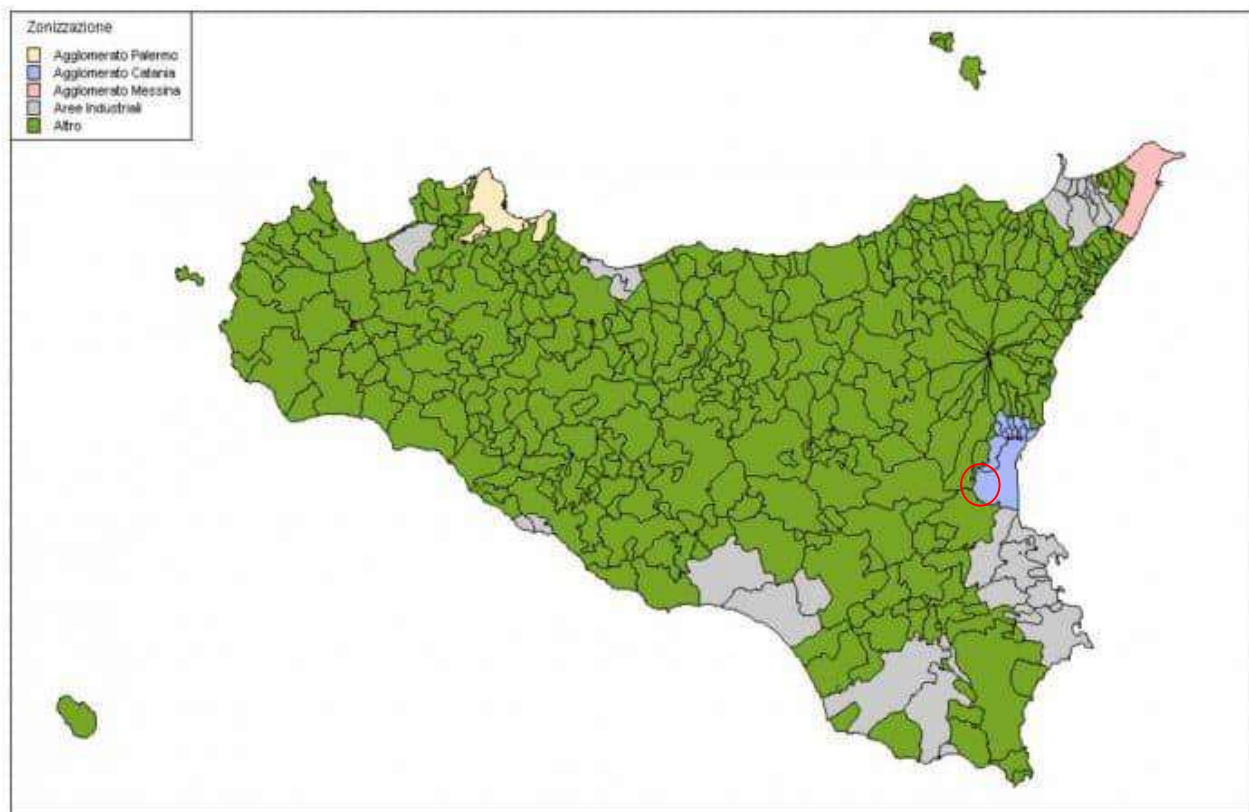 Zonizzazione
Agglomerato Palermo
Agglomerato Catania
Agglomerato Messina
Aree Industriali
Altro